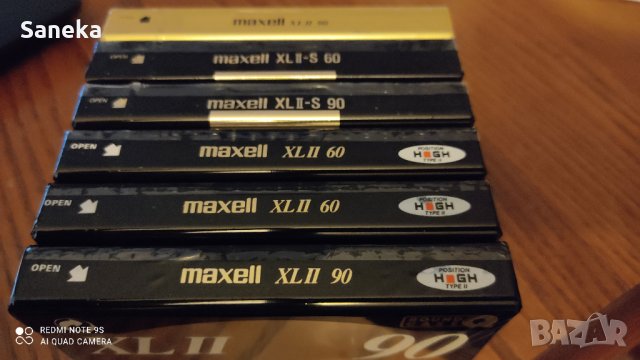 Saneka
maxell XLII 90
OPEN maxell XLII-S 60
OPEN maxell XLII-S 90
OPEN maxell XLII 60 POSITION HIGH TYPE II
OPEN maxell XLII 60 POSITION HIGH TYPE II
OPEN maxell XLII 90 POSITION HIGH TYPE II
XLII 90
REDMI NOTE 9S
AI QUAD CAMERA
BAZAR.bg